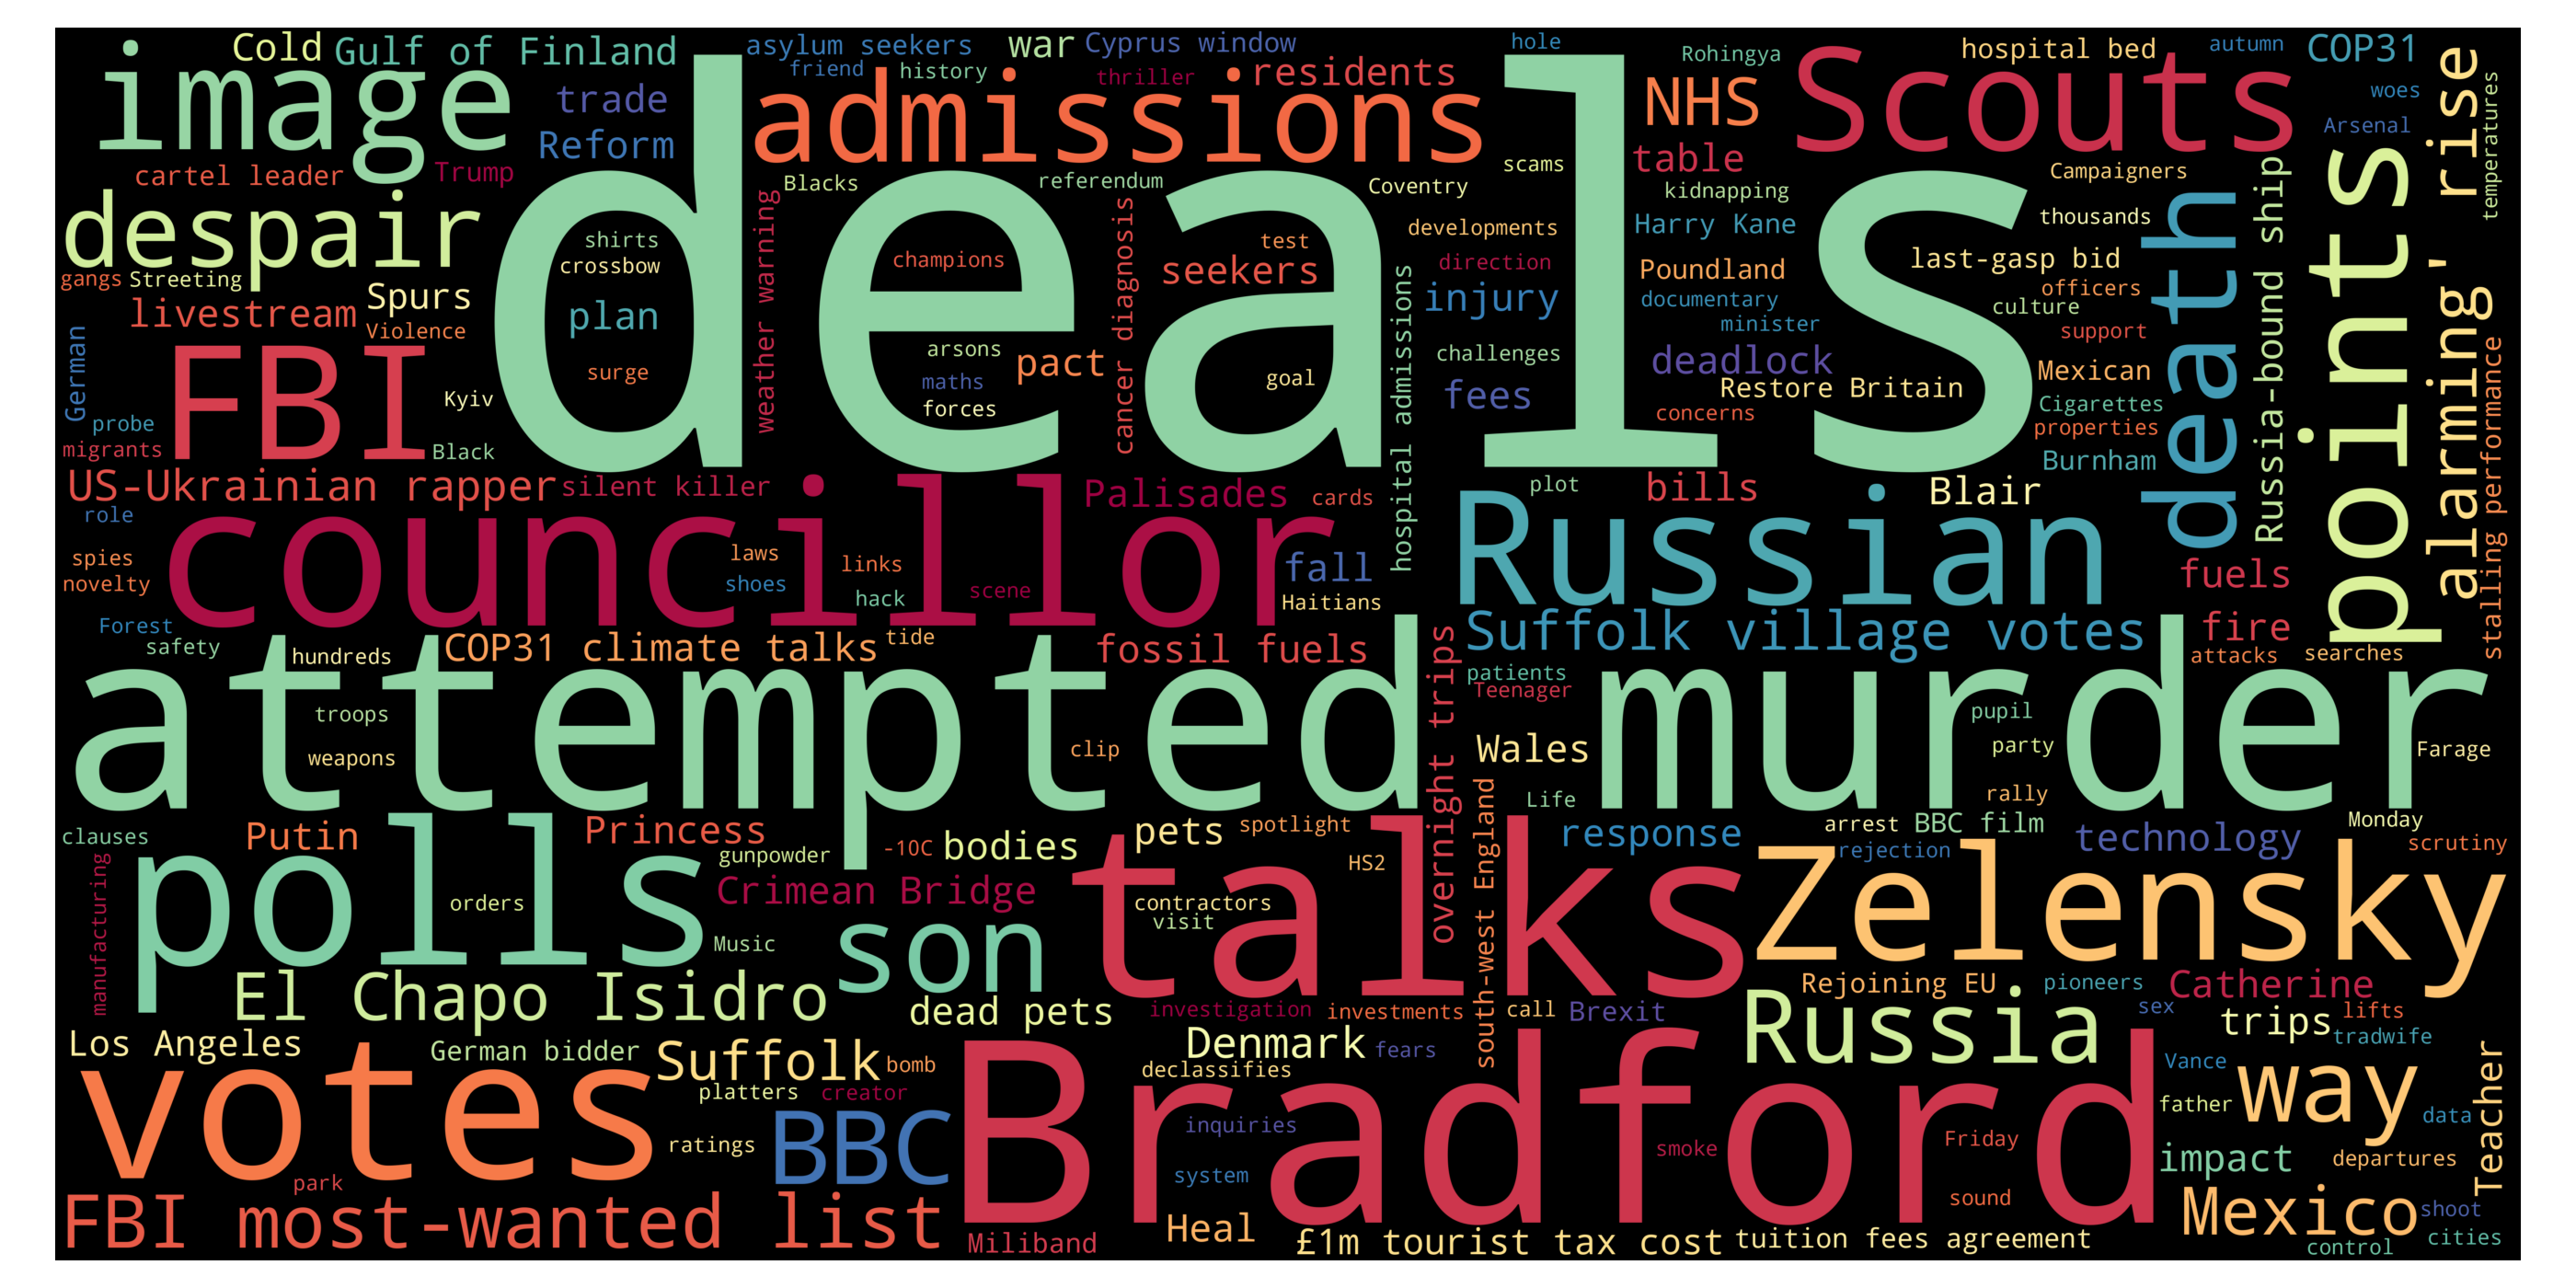 image
Cold
Gulf of Finland
asylum seekers
war
Cyprus window
hole
Rohingya
hospital bed
autumn
COP31
friend
history
thriller
residents
trade
admissions
NHS
Scouts
woes
rise
temperatures
Reform
Arsenal
cartel leader
Trump
deals
Blacks
referendum
Coventry
scams
table
kidnapping
Campaigners
despair
weather warning
shirts
crossbow
champions
test
seekers
cancer diagnosis
developments
direction
Harry Kane
Poundland
last-gasp bid
thousands
death
Russia-bound ship
points
alarming'
gangs
Streeting
Spurs
livestream
Violence
plan
injury
documentary
minister
officers
culture
support
German
FBI
surge
arsons
maths
forces
pact
goal
hospital admissions
challenges
fees
deadlock
Restore Britain
Mexican
Cigarettes
properties
stalling performance
Kyiv
probe
migrants
Black
concerns
Burnham
US-Ukrainian rapper
silent killer
Palisades
cards
plot
bills
Blair
role
councillor
Russian
spies
novelty
laws
shoes
links
hack
scene
fall
Haitians
fuels
Forest
safety
hundreds
COP31 climate talks
tide
fossil fuels
overnight trips
Suffolk village votes
fire
attacks
searches
attempted murder
patients
Teenager
troops
weapons
clip
Wales
pupil
party
Farage
clauses
Putin
Princess
-10C
bodies
pets
spotlight
Life
response
rally
arrest
BBC film
technology
Monday
scrutiny
manufacturing
polls
gunpowder
Crimean Bridge
HS2
south-west England
rejection
Zelensky
orders
Music
son
contractors
visit
talks
El Chapo Isidro
dead pets
investigation
investments
call
Brexit
Rejoining EU
pioneers
Catherine
Los Angeles
German bidder
Suffolk
bomb
Denmark
fears
declassifies
Russia
sex
trips
lifts
tradwife
votes
platters
creator
Bradford
Vance
father
way
data
Teacher
ratings
BBC
inquiries
system
smoke
Friday
sound
impact
departures
park
FBI most-wanted list
Miliband
Heal
£1m tourist tax cost
tuition fees agreement
Mexico
shoot
control
cities